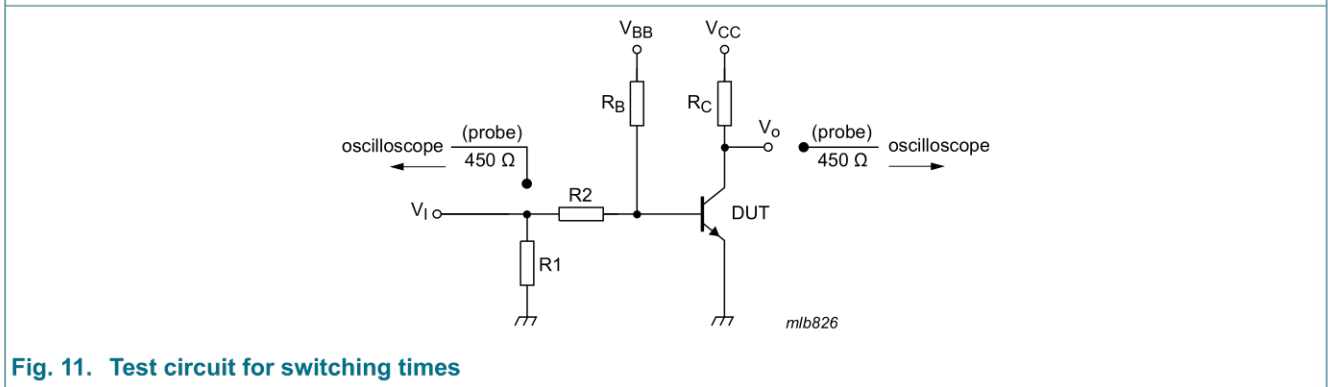 VBB
VCC
RB
RC
Vo
(probe)
oscilloscope
450 Ω
(probe)
450 Ω
oscilloscope
R2
VI
DUT
R1
mlb826
Fig. 11. Test circuit for switching times